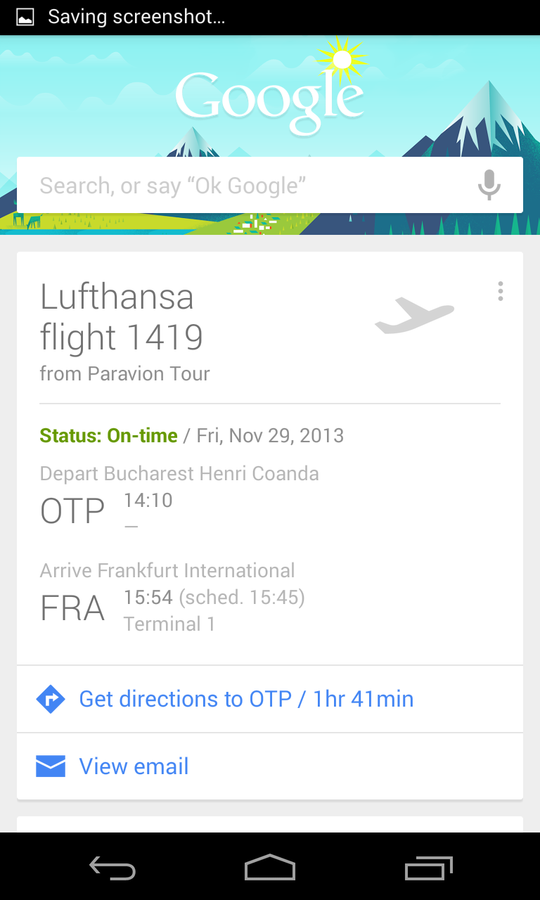 Saving screenshot...
Google
Search, or say “Ok Google”
Lufthansa
flight 1419
from Paravion Tour
Status: On-time / Fri, Nov 29, 2013
Depart Bucharest Henri Coanda
OTP 14:10
—
Arrive Frankfurt International
FRA 15:54 (sched. 15:45)
Terminal 1
Get directions to OTP / 1hr 41min
View email